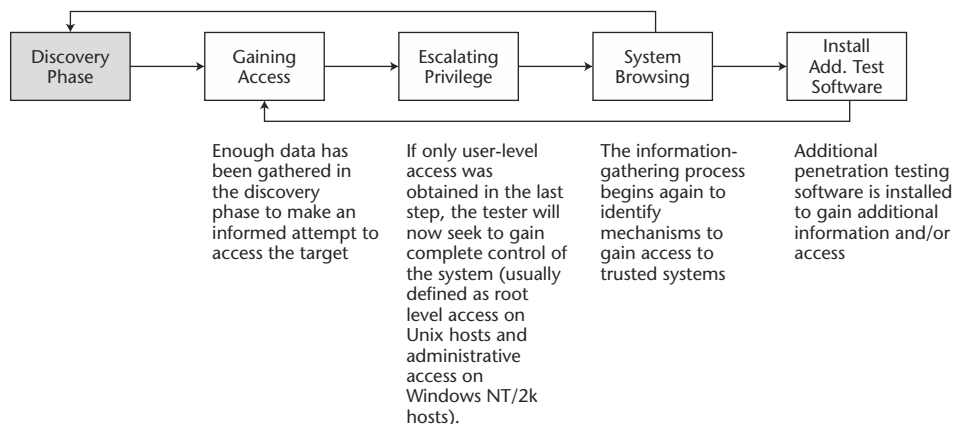 Discovery
Phase
Gaining
Access
Escalating
Privilege
System
Browsing
Install
Add. Test
Software
Enough data has
been gathered in
the discovery
phase to make an
informed attempt to
access the target
If only user-level
access was
obtained in the last
step, the tester will
now seek to gain
complete control of
the system (usually
defined as root
level access on
Unix hosts and
administrative
access on
Windows NT/2k
hosts).
The information-
gathering process
begins again to
identify
mechanisms to
gain access to
trusted systems
Additional
penetration testing
software is installed
to gain additional
information and/or
access